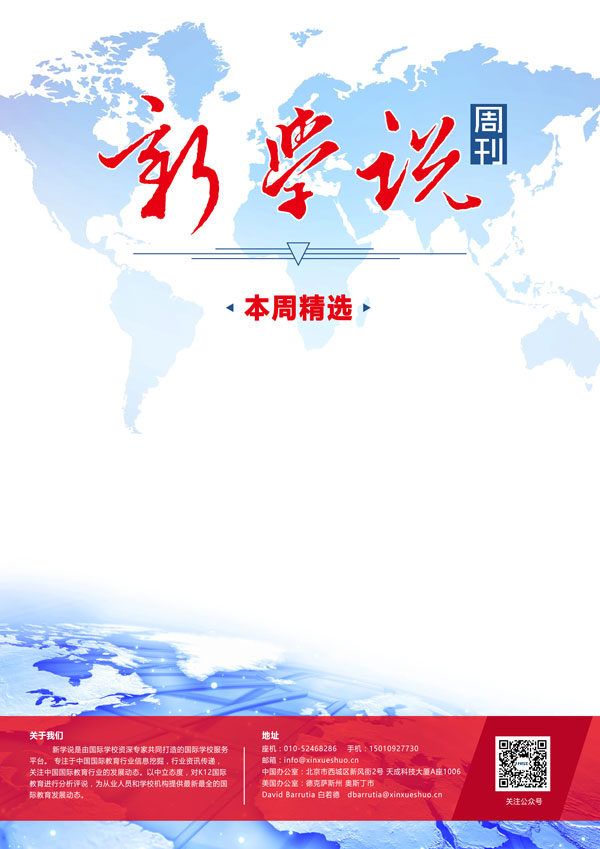 新學说
周刊
本周精选
关于我们
新学说是由国际学校资深专家共同打造的国际学校服务
平台。 专注于中国国际教育行业信息挖掘，行业资讯传递，
关注中国国际教育行业的发展动态。以中立态度，对K12国际
教育进行分析评说，为从业人员和学校机构提供最新最全的国
际教育发展动态。
地址
座机：010-52468286 手机：15010927730
邮箱：info@xinxueshuo.cn
中国办公室：北京市西城区新风街2号 天成科技大厦A座1006
美国办公室：德克萨斯州 奥斯丁市
David Barrutia 白若德 dbarrutia@xinxueshuo.cn
关注公众号